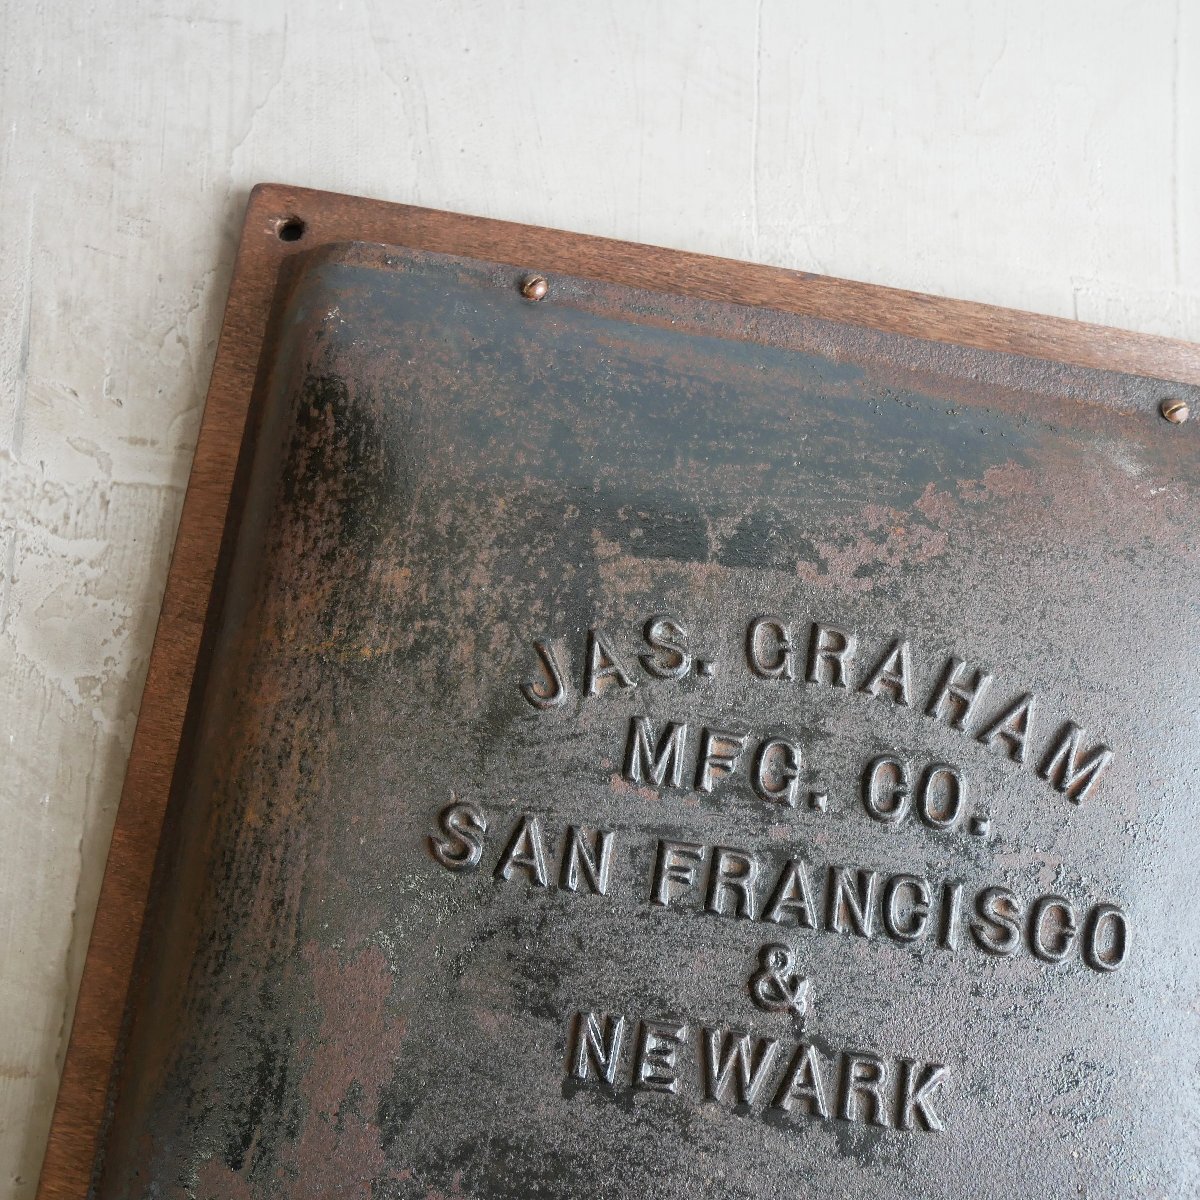 JAS. GRAHAM
MFG. CO.
SAN FRANCISCO
&
NEWARK